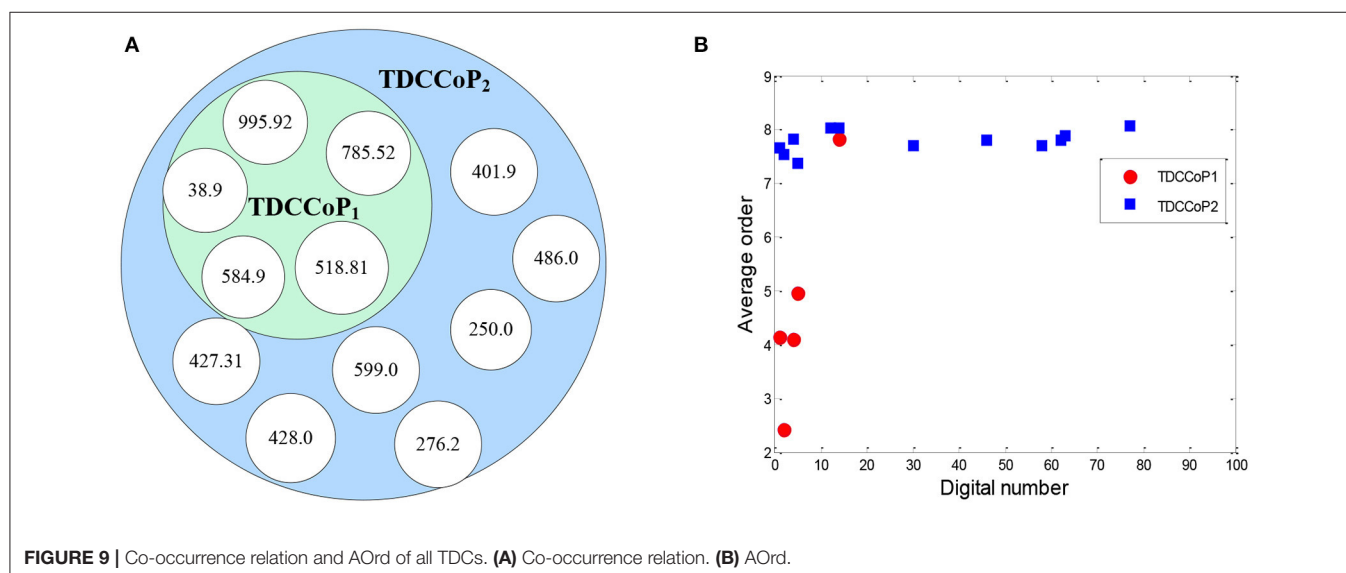 A
TDCCoP2
995.92
785.52
401.9
38.9
TDCCoP1
486.0
584.9
518.81
250.0
427.31
599.0
428.0
276.2
B
9
8
7
6
5
4
3
2
Average order
0 10 20 30 40 50 60 70 80 90 100
Digital number
TDCCoP1
TDCCoP2
FIGURE 9 | Co-occurrence relation and AOrd of all TDCs. (A) Co-occurrence relation. (B) AOrd.